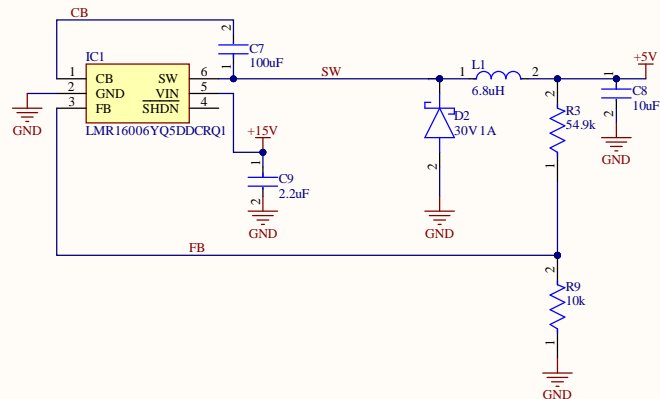 CB
2
IC1
C7
100uF
1
1
CB
SW
6
SW
1
L1
2
+5V
2
GND
VIN
5
6.8uH
3
FB
SHDN
4
GND
LMR16006YQ5DDCRQ1
+15V
D2
30V 1A
2
2
R3
54.9k
1
1
C8
10uF
2
GND
1
C9
2.2uF
2
GND
GND
FB
2
R9
10k
1
GND